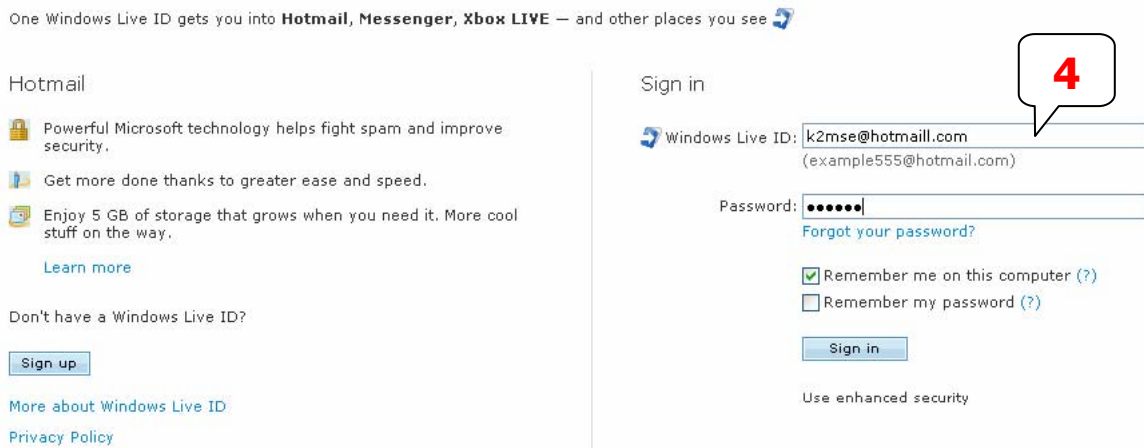 One Windows Live ID gets you into Hotmail, Messenger, Xbox LIVE — and other places you see
Hotmail
Powerful Microsoft technology helps fight spam and improve
security.
Get more done thanks to greater ease and speed.
Enjoy 5 GB of storage that grows when you need it. More cool
stuff on the way.
Learn more
Don't have a Windows Live ID?
Sign up
More about Windows Live ID
Privacy Policy
Sign in
4
Windows Live ID: k2mse@hotmaill.com
(example555@hotmail.com)
Password: ••••••
Forgot your password?
Remember me on this computer (?)
Remember my password (?)
Sign in
Use enhanced security